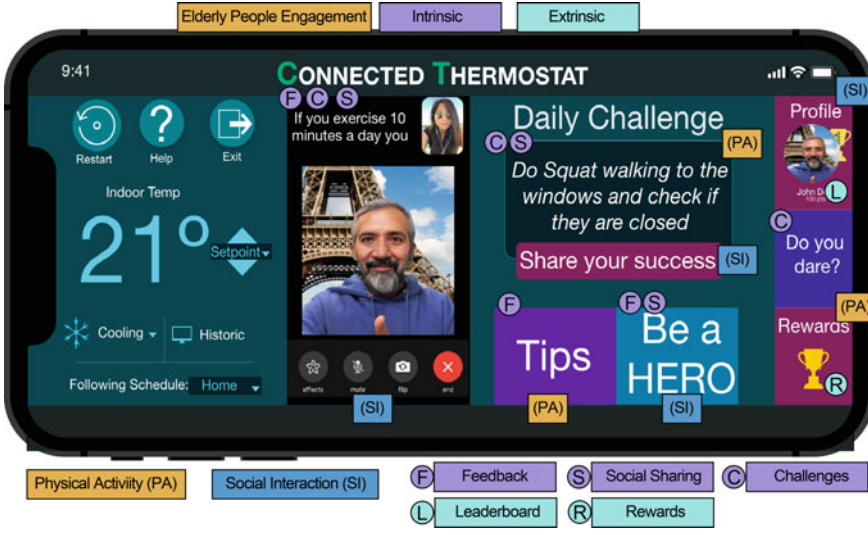 Elderly People Engagement Intrinsic Extrinsic
9:41
CONNECTED THERMOSTAT
(SI)
Restart
Help
Exit
Indoor Temp
21°
Setpoint
Cooling
Historic
Following Schedule: Home
F C S
If you exercise 10
minutes a day you
effects mute flip end
(SI)
Daily Challenge
C S
(PA)
Do Squat walking to the
windows and check if
they are closed
Share your success
(SI)
F
Tips
(PA)
F S
Be a
HERO
(SI)
Profile
L
C
Do you
dare?
(PA)
Rewards
R
Physical Activiity (PA)
Social Interaction (SI)
F Feedback
S Social Sharing
C Challenges
L Leaderboard
R Rewards